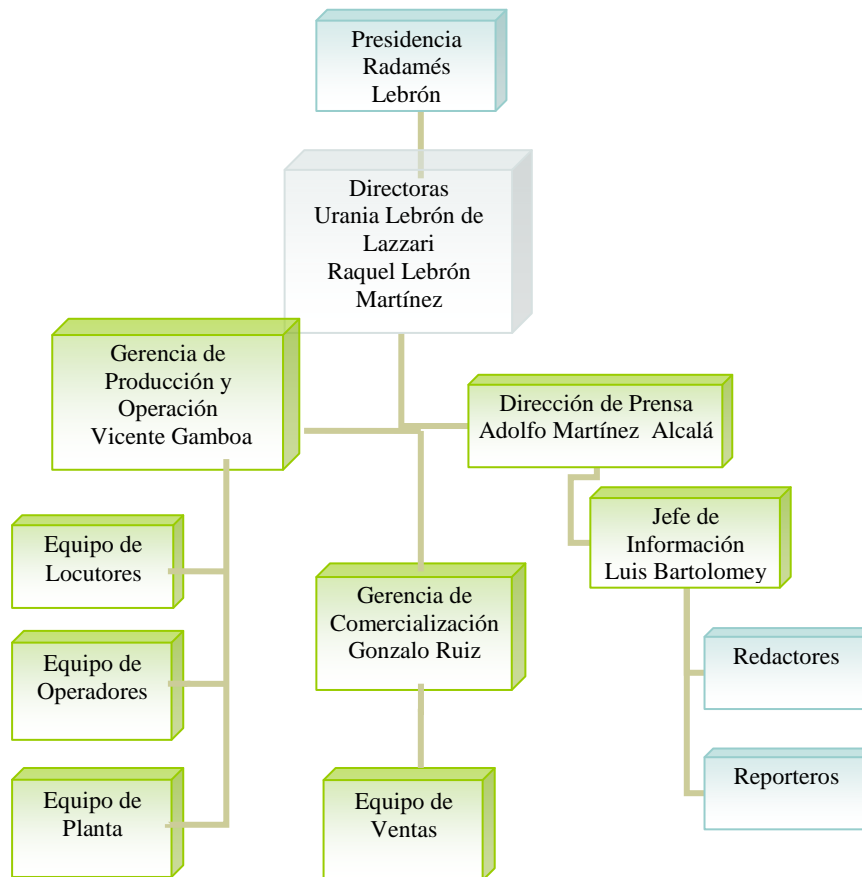 Presidencia
Radamés
Lebrón
Directoras
Urania Lebrón de
Lazzari
Raquel Lebrón
Martínez
Gerencia de
Producción y
Operación
Vicente Gamboa
Dirección de Prensa
Adolfo Martínez Alcalá
Jefe de
Información
Luis Bartolomey
Equipo de
Locutores
Gerencia de
Comercialización
Gonzalo Ruiz
Redactores
Equipo de
Operadores
Reporteros
Equipo de
Planta
Equipo de
Ventas